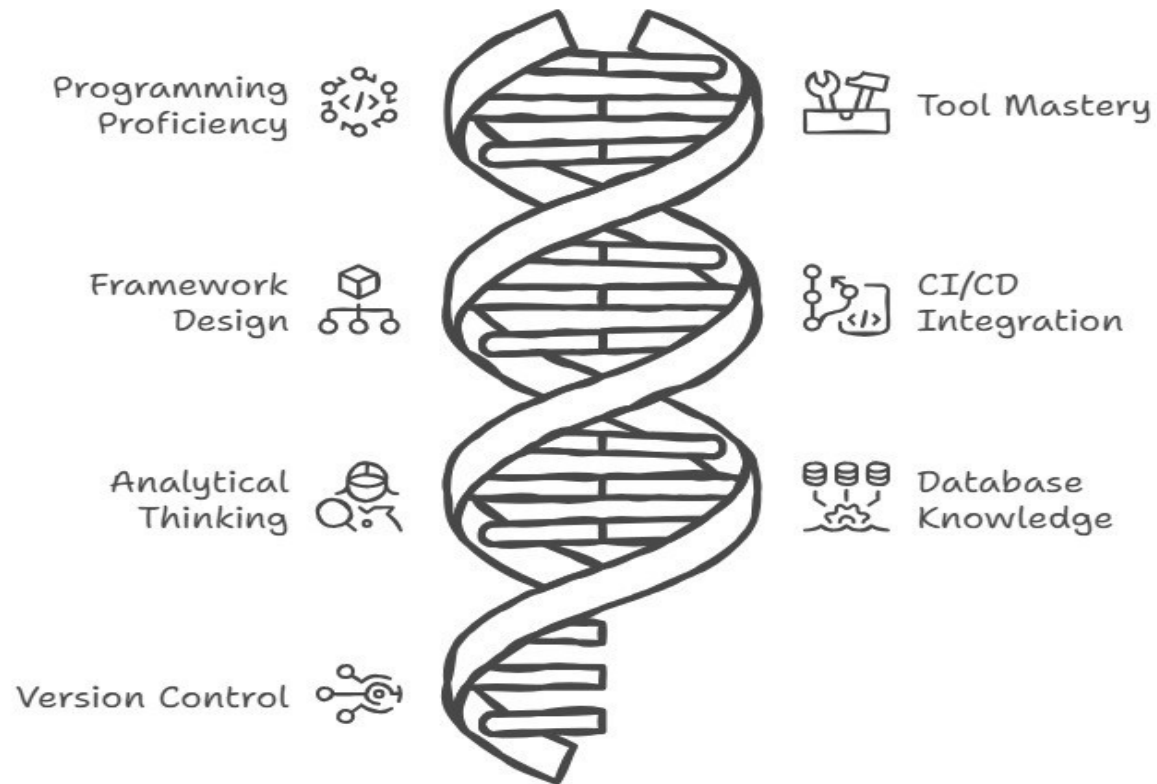 Programming
Proficiency
</>
Tool Mastery
Framework
Design
CI/CD
Integration
</>
Analytical
Thinking
Database
Knowledge
Version Control